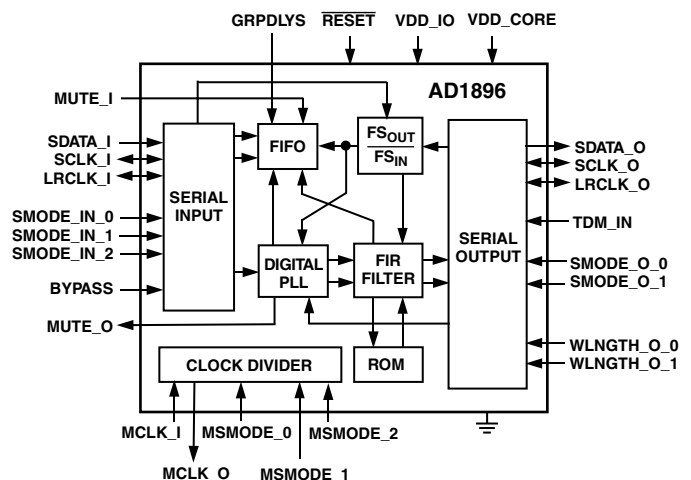 GRPDLYS
RESET
VDD_IO
VDD_CORE
AD1896
MUTE_I
SDATA_I
SCLK_I
LRCLK_I
SMODE_IN_0
SMODE_IN_1
SMODE_IN_2
BYPASS
MUTE_O
SERIAL
INPUT
FIFO
FSOUT
FSIN
DIGITAL
PLL
FIR
FILTER
ROM
CLOCK DIVIDER
SERIAL
OUTPUT
SDATA_O
SCLK_O
LRCLK_O
TDM_IN
SMODE_O_0
SMODE_O_1
WLNGTH_O_0
WLNGTH_O_1
MCLK_I
MSMODE_0
MSMODE_2
MCLK_O
MSMODE_1